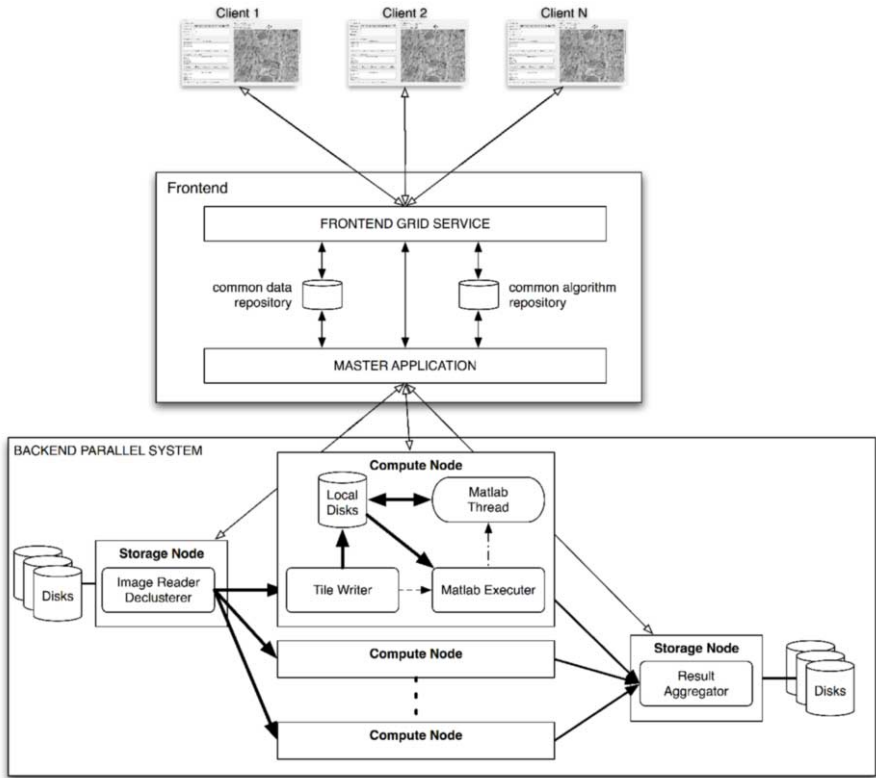 Client 1
Client 2
Client N
Frontend
FRONTEND GRID SERVICE
common data
repository
common algorithm
repository
MASTER APPLICATION
BACKEND PARALLEL SYSTEM
Compute Node
Local
Disks
Matlab
Thread
Storage Node
Image Reader
Declusterer
Disks
Tile Writer
Matlab Executer
Compute Node
Storage Node
Result
Aggregator
Disks
Compute Node